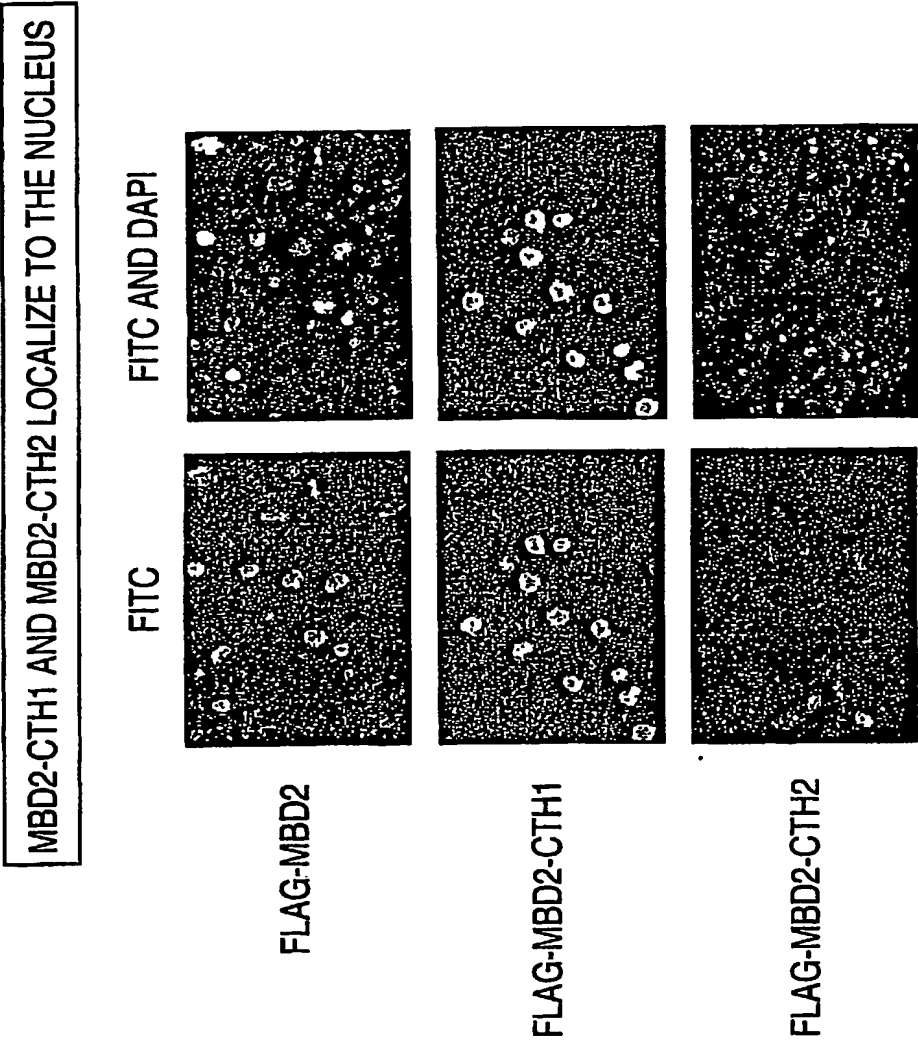 MBD2-CTH1 AND MBD2-CTH2 LOCALIZE TO THE NUCLEUS
FITC
FITC AND DAPI
FLAG-MBD2
FLAG-MBD2-CTH1
FLAG-MBD2-CTH2